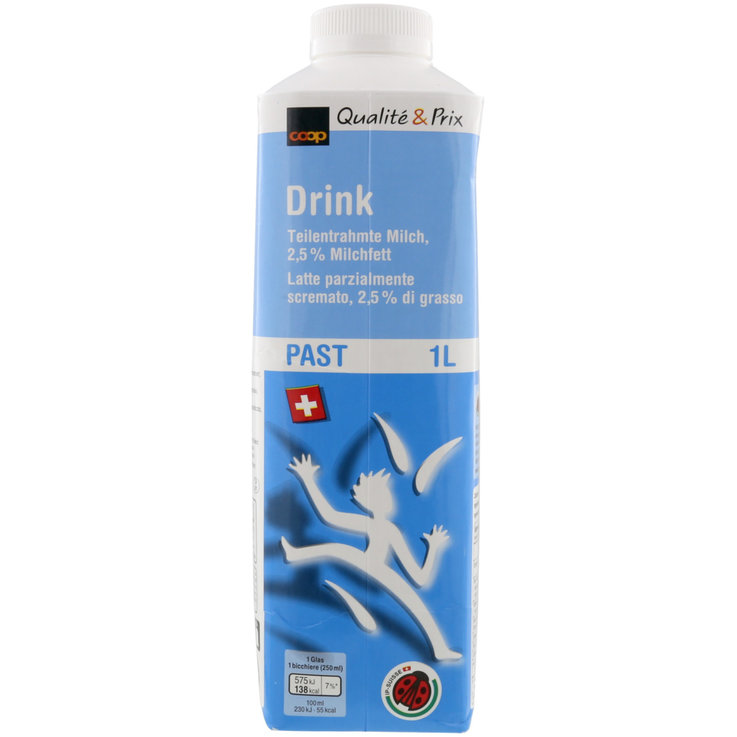 coop
Qualité & Prix
Drink
Teilentrahmte Milch,
2,5% Milchfett
Latte parzialmente
scremato, 2,5% di grasso
PAST 1L
1 Glas
1 bicchiere (250 ml)
575 kJ
138 kcal
7%*
100 ml
230 kJ - 55 kcal
IP-SUISSE